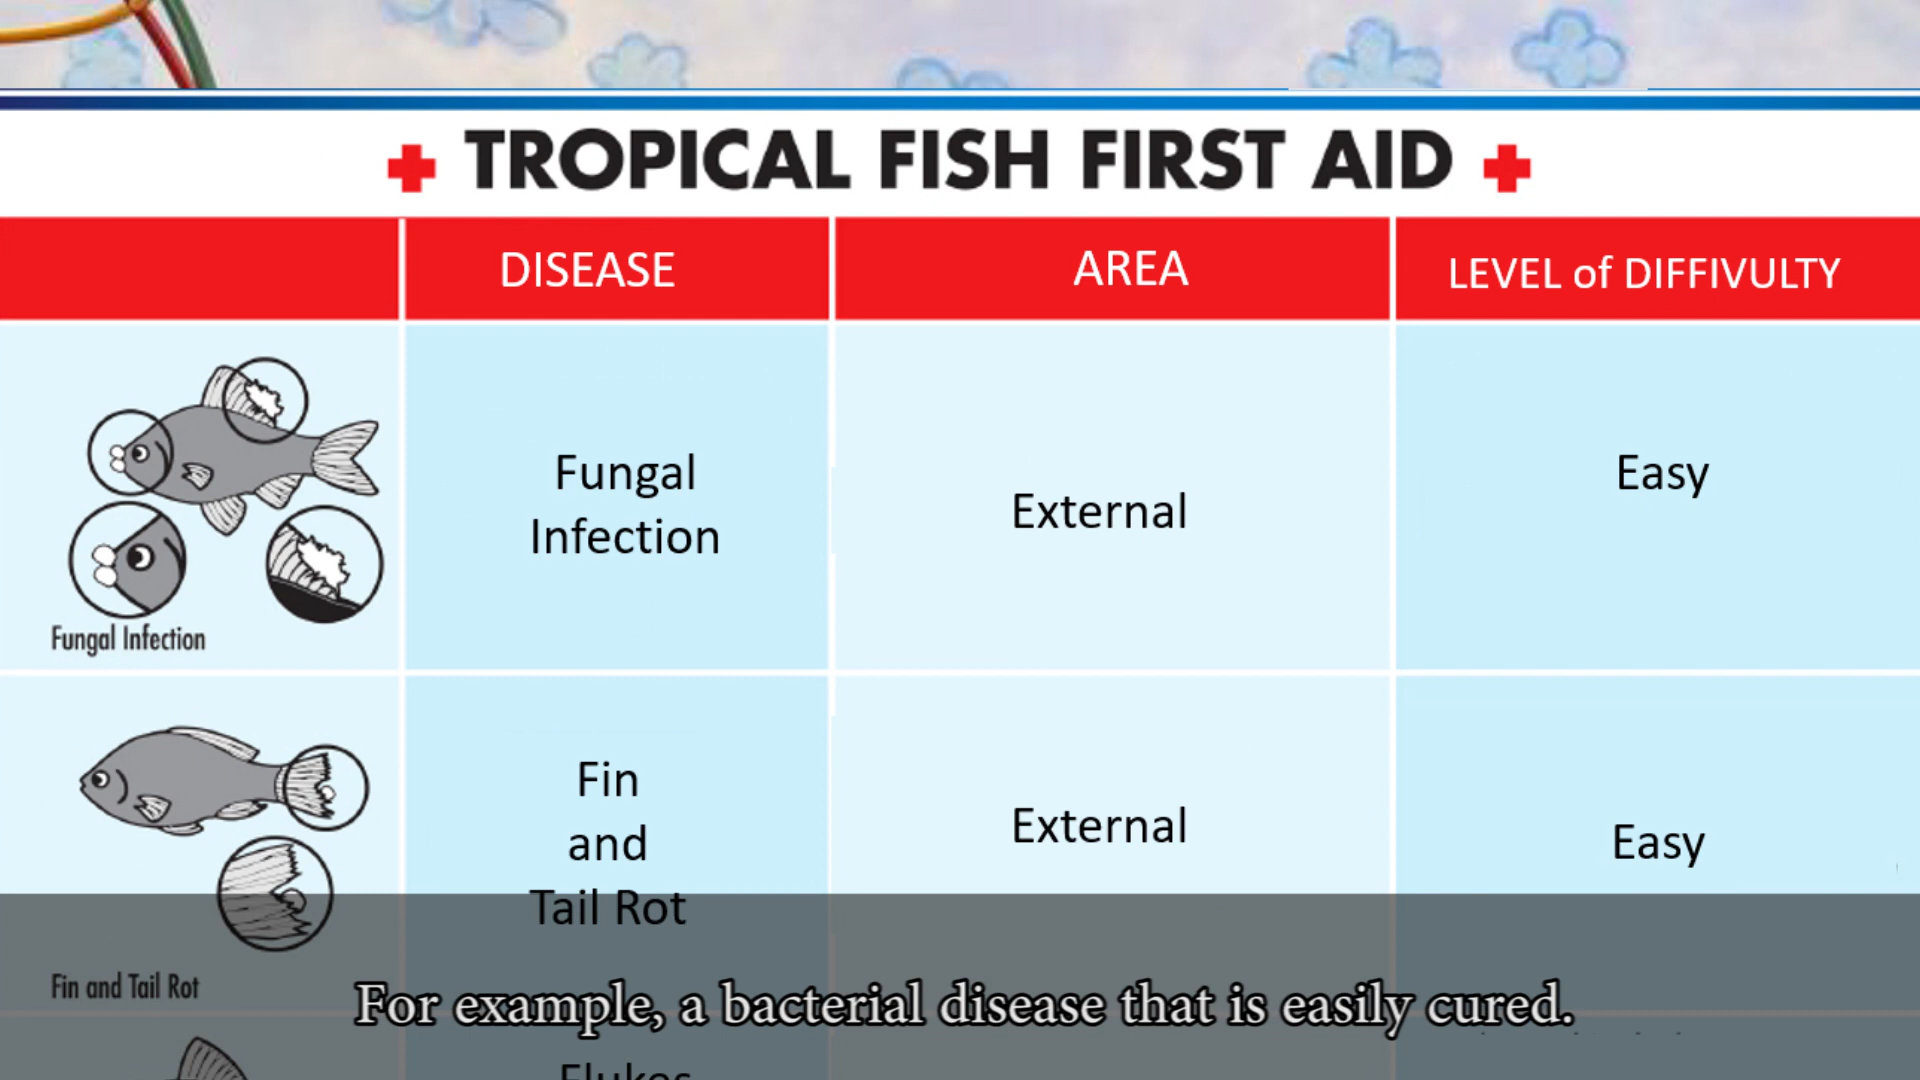 TROPICAL FISH FIRST AID
DISEASE
AREA
LEVEL of DIFFIVULTY
Fungal
Infection
External
Easy
Fungal Infection
Fin
and
Tail Rot
External
Easy
Fin and Tail Rot
For example, a bacterial disease that is easily cured.
Flukes